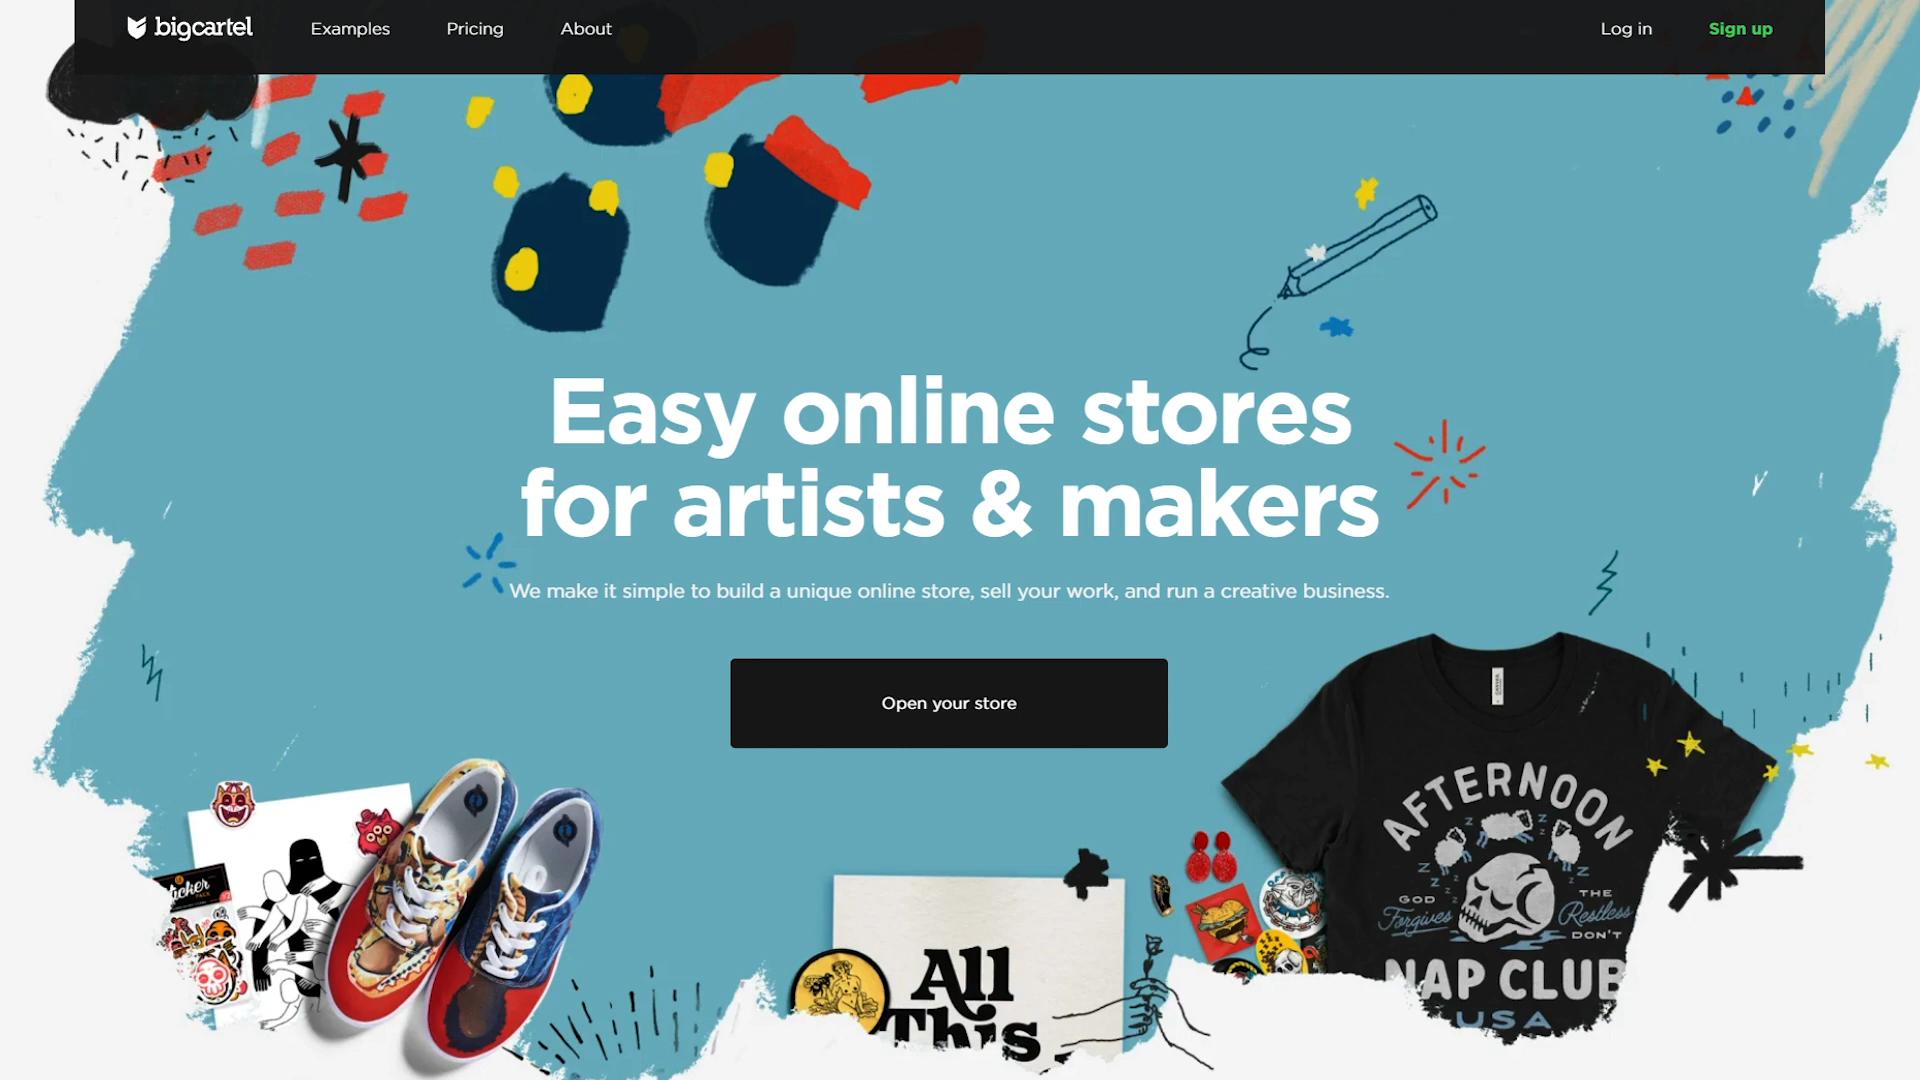 bigcartel
Examples
Pricing
About
Log in
Sign up
Easy online stores
for artists & makers
We make it simple to build a unique online store, sell your work, and run a creative business.
Open your store
AFTERNOON
GOD
Forgives
THE
Restless
DON'T
NAP CLUB
USA
sticker
PACK
All
This